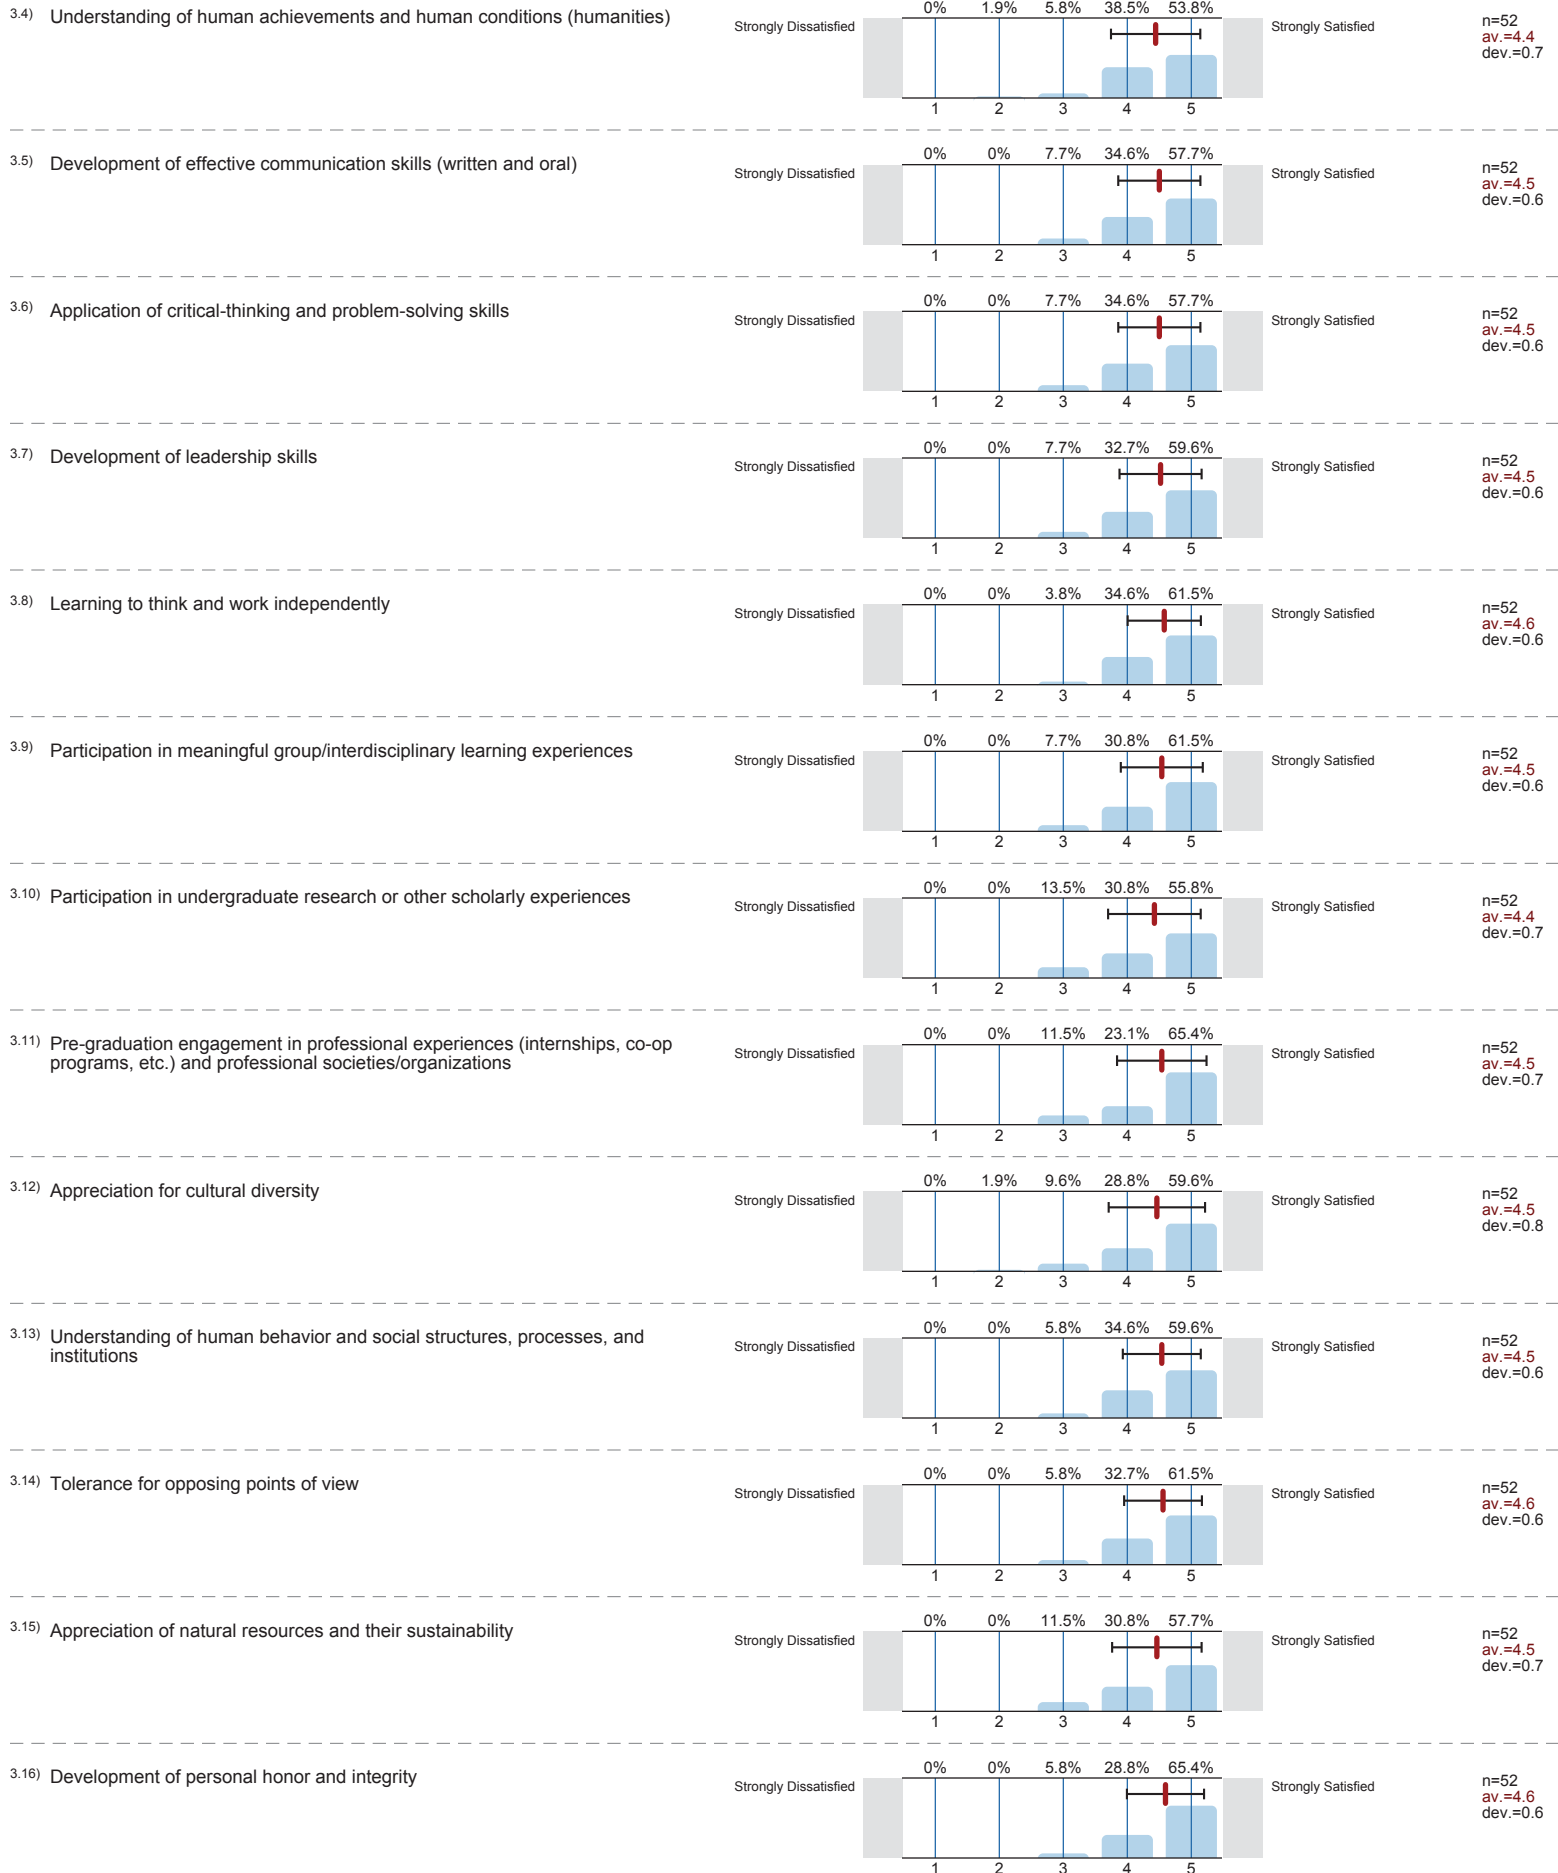 3.4) Understanding of human achievements and human conditions (humanities)
0% 1.9% 5.8% 38.5% 53.8%
Strongly Dissatisfied Strongly Satisfied
n=52
av.=4.4
dev.=0.7
1 2 3 4 5
3.5) Development of effective communication skills (written and oral)
0% 0% 7.7% 34.6% 57.7%
Strongly Dissatisfied Strongly Satisfied
n=52
av.=4.5
dev.=0.6
1 2 3 4 5
3.6) Application of critical-thinking and problem-solving skills
0% 0% 7.7% 34.6% 57.7%
Strongly Dissatisfied Strongly Satisfied
n=52
av.=4.5
dev.=0.6
1 2 3 4 5
3.7) Development of leadership skills
0% 0% 7.7% 32.7% 59.6%
Strongly Dissatisfied Strongly Satisfied
n=52
av.=4.5
dev.=0.6
1 2 3 4 5
3.8) Learning to think and work independently
0% 0% 3.8% 34.6% 61.5%
Strongly Dissatisfied Strongly Satisfied
n=52
av.=4.6
dev.=0.6
1 2 3 4 5
3.9) Participation in meaningful group/interdisciplinary learning experiences
0% 0% 7.7% 30.8% 61.5%
Strongly Dissatisfied Strongly Satisfied
n=52
av.=4.5
dev.=0.6
1 2 3 4 5
3.10) Participation in undergraduate research or other scholarly experiences
0% 0% 13.5% 30.8% 55.8%
Strongly Dissatisfied Strongly Satisfied
n=52
av.=4.4
dev.=0.7
1 2 3 4 5
3.11) Pre-graduation engagement in professional experiences (internships, co-op
programs, etc.) and professional societies/organizations
0% 0% 11.5% 23.1% 65.4%
Strongly Dissatisfied Strongly Satisfied
n=52
av.=4.5
dev.=0.7
1 2 3 4 5
3.12) Appreciation for cultural diversity
0% 1.9% 9.6% 28.8% 59.6%
Strongly Dissatisfied Strongly Satisfied
n=52
av.=4.5
dev.=0.8
1 2 3 4 5
3.13) Understanding of human behavior and social structures, processes, and
institutions
0% 0% 5.8% 34.6% 59.6%
Strongly Dissatisfied Strongly Satisfied
n=52
av.=4.5
dev.=0.6
1 2 3 4 5
3.14) Tolerance for opposing points of view
0% 0% 5.8% 32.7% 61.5%
Strongly Dissatisfied Strongly Satisfied
n=52
av.=4.6
dev.=0.6
1 2 3 4 5
3.15) Appreciation of natural resources and their sustainability
0% 0% 11.5% 30.8% 57.7%
Strongly Dissatisfied Strongly Satisfied
n=52
av.=4.5
dev.=0.7
1 2 3 4 5
3.16) Development of personal honor and integrity
0% 0% 5.8% 28.8% 65.4%
Strongly Dissatisfied Strongly Satisfied
n=52
av.=4.6
dev.=0.6
1 2 3 4 5